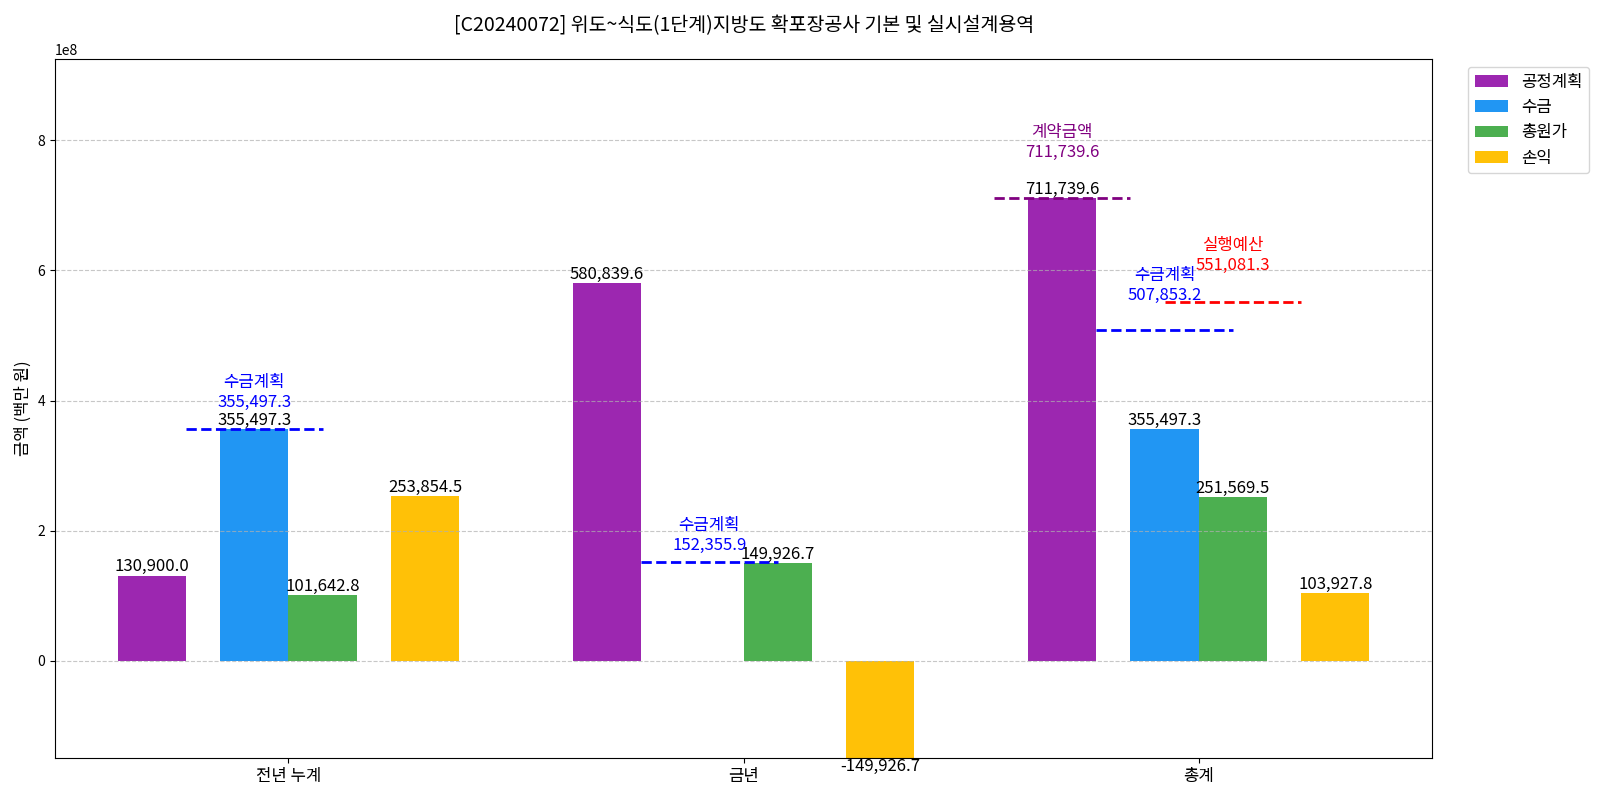 [C20240072] 위도~식도(1단계)지방도 확포장공사 기본 및 실시설계용역
1e8
공정계획
수금
총원가
손익
금액 (백만 원)
8
6
4
2
0
계약금액
711,739.6
711,739.6
실행예산
551,081.3
수금계획
507,853.2
580,839.6
수금계획
355,497.3
355,497.3
355,497.3
253,854.5
251,569.5
수금계획
152,355.9
149,926.7
130,900.0
101,642.8
103,927.8
-149,926.7
전년 누계
금년
총계